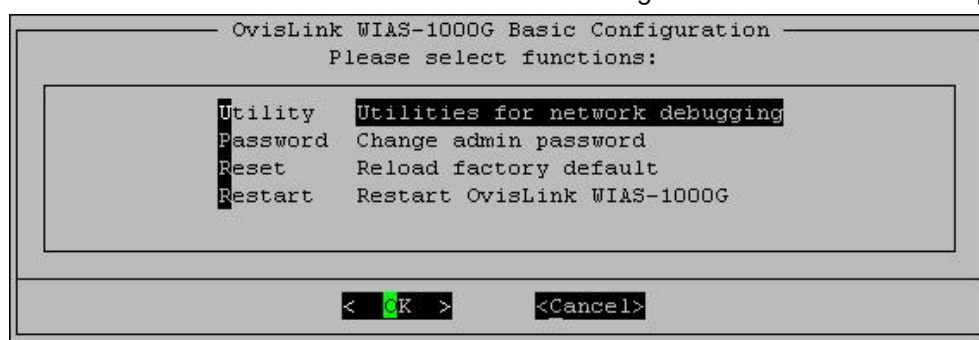 OvisLink WIAS-1000G Basic Configuration
Please select functions:
Utility Utilities for network debugging
Password Change admin password
Reset Reload factory default
Restart Restart OvisLink WIAS-1000G
< OK > <Cancel>